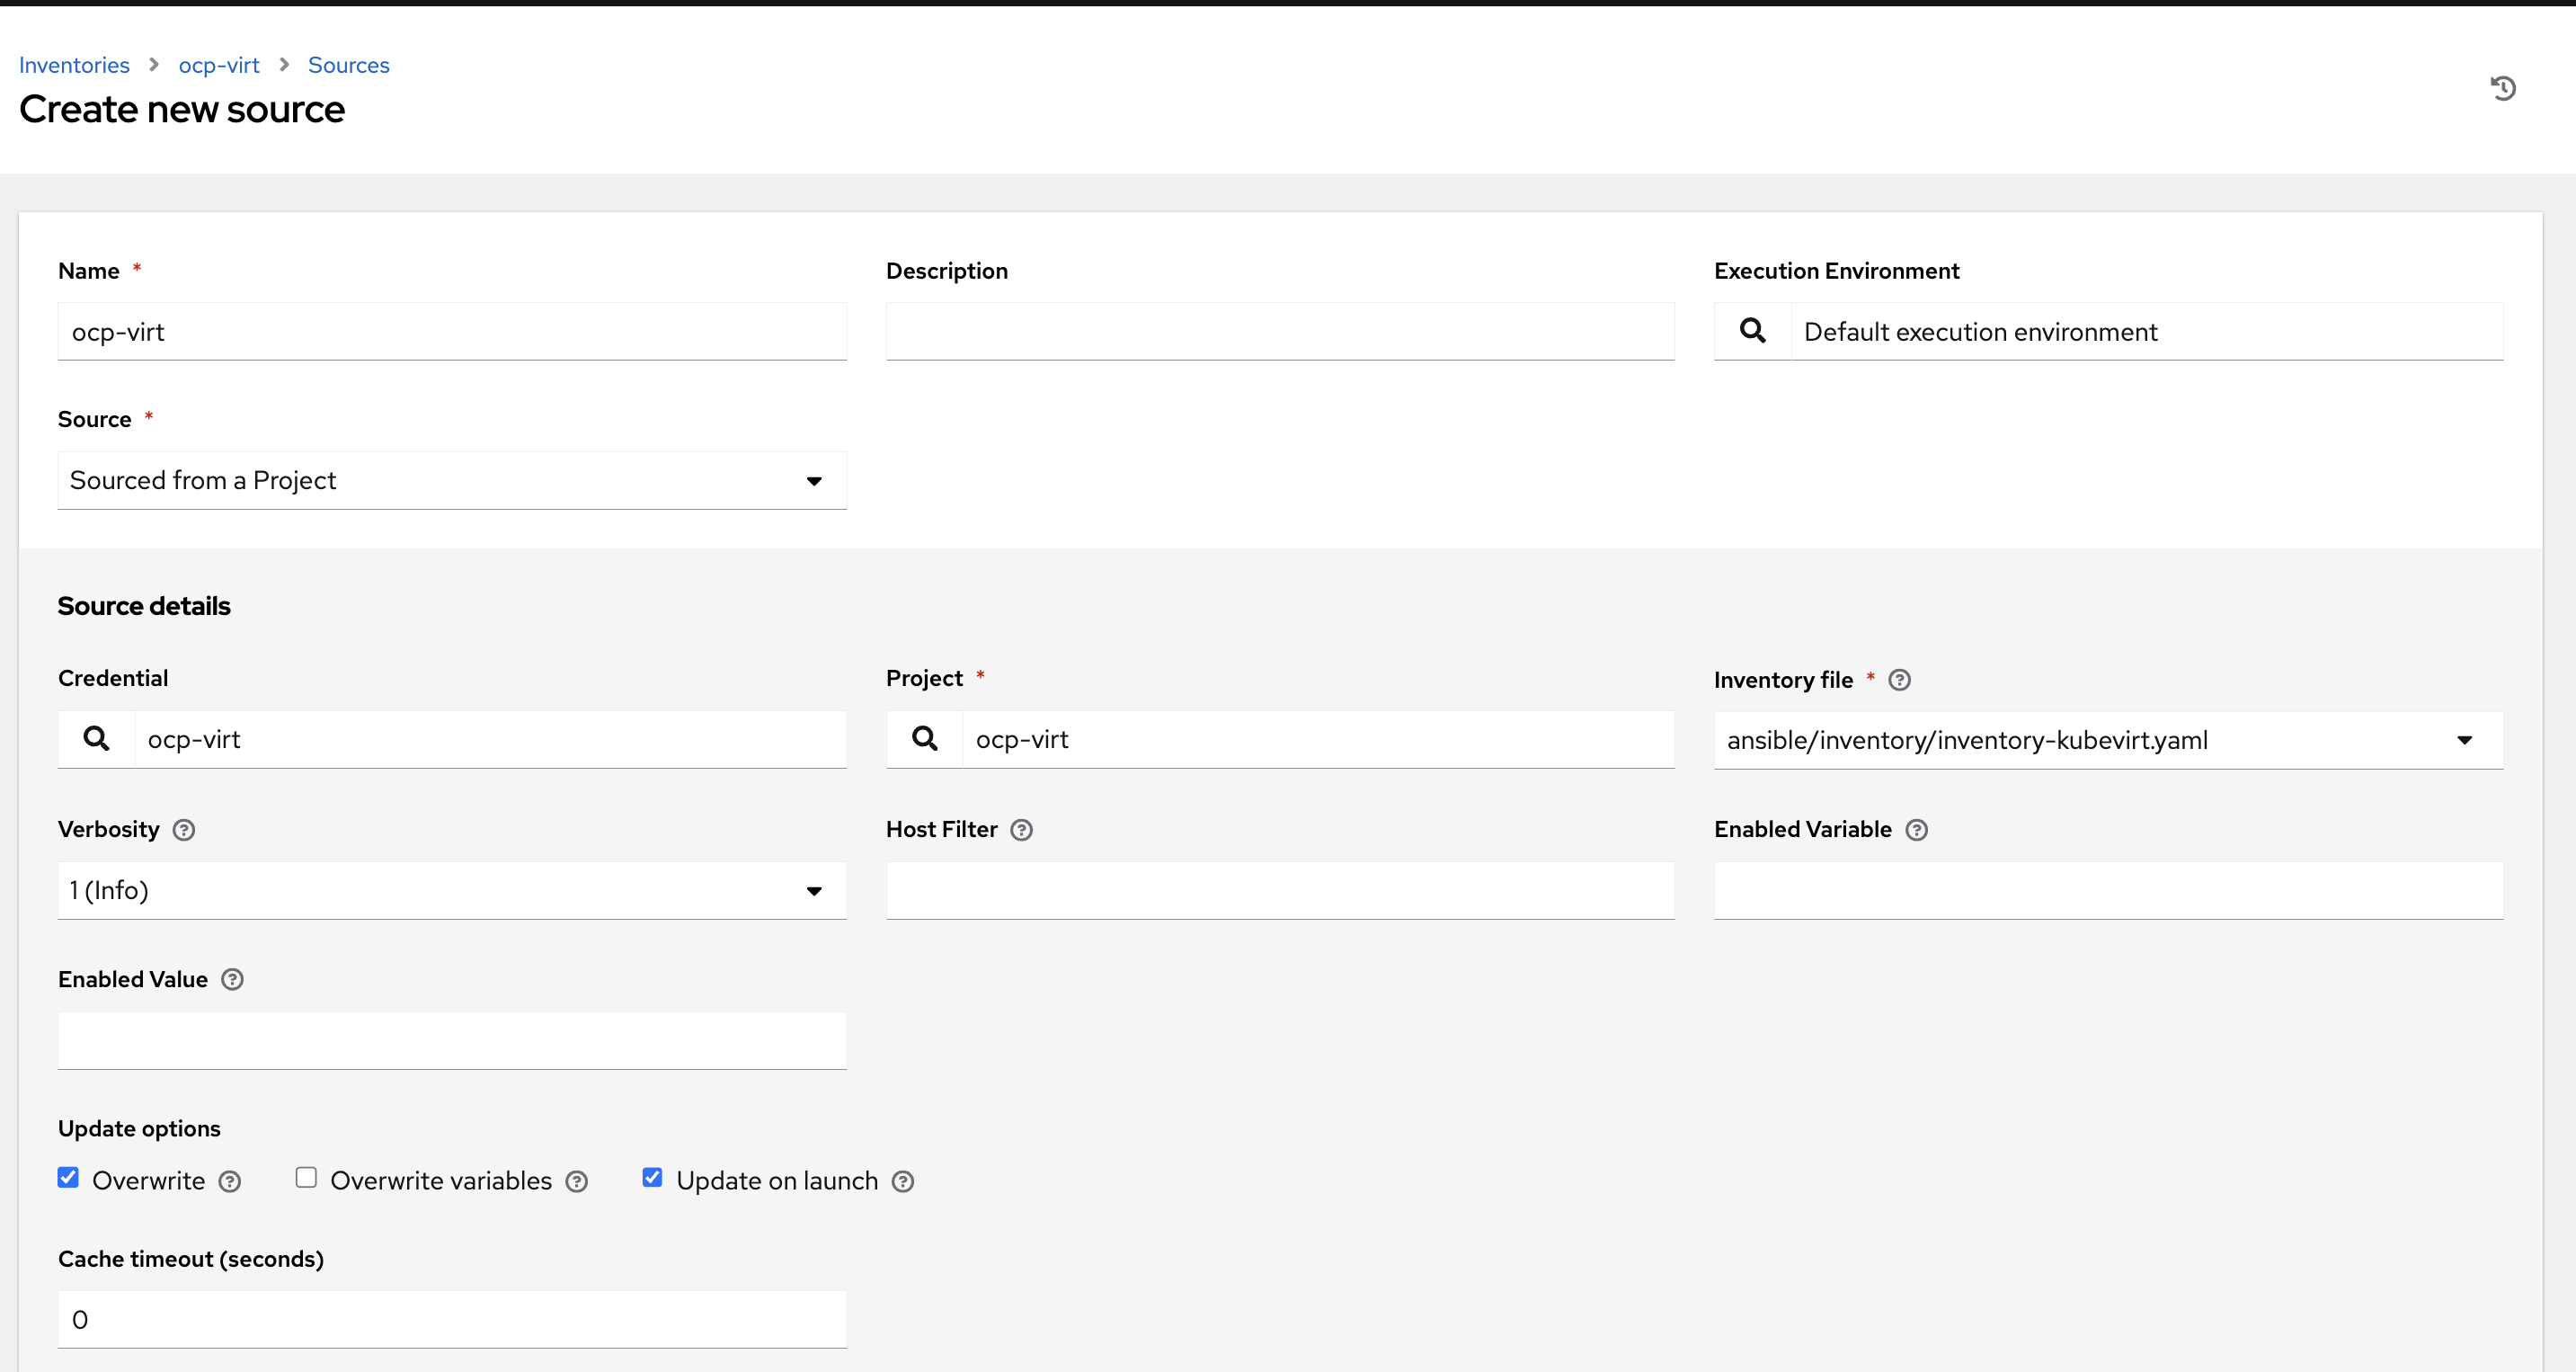 Inventories > ocp-virt > Sources
Create new source
Name * Description Execution Environment
ocp-virt Default execution environment
Source *
Sourced from a Project
Source details
Credential Project * Inventory file *
ocp-virt ocp-virt ansible/inventory/inventory-kubevirt.yaml
Verbosity Host Filter Enabled Variable
1 (Info)
Enabled Value
Update options
Overwrite Overwrite variables Update on launch
Cache timeout (seconds)
0